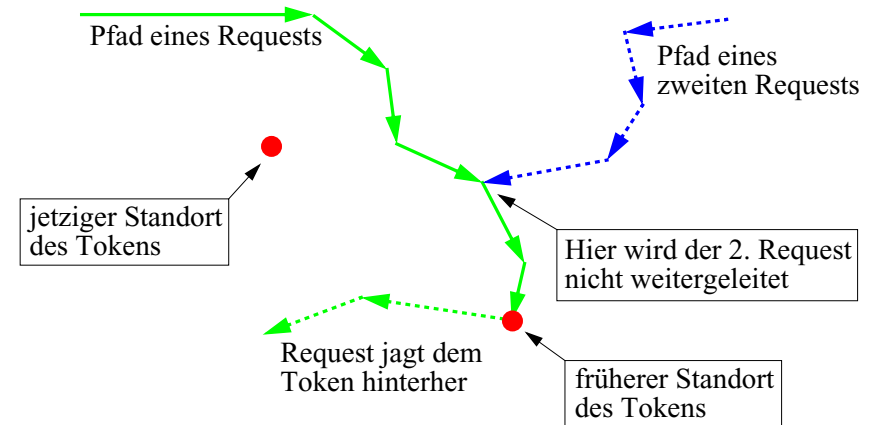 Pfad eines Requests
Pfad eines
zweiten Requests
jetziger Standort
des Tokens
Hier wird der 2. Request
nicht weitergeleitet
Request jagt dem
Token hinterher
früherer Standort
des Tokens